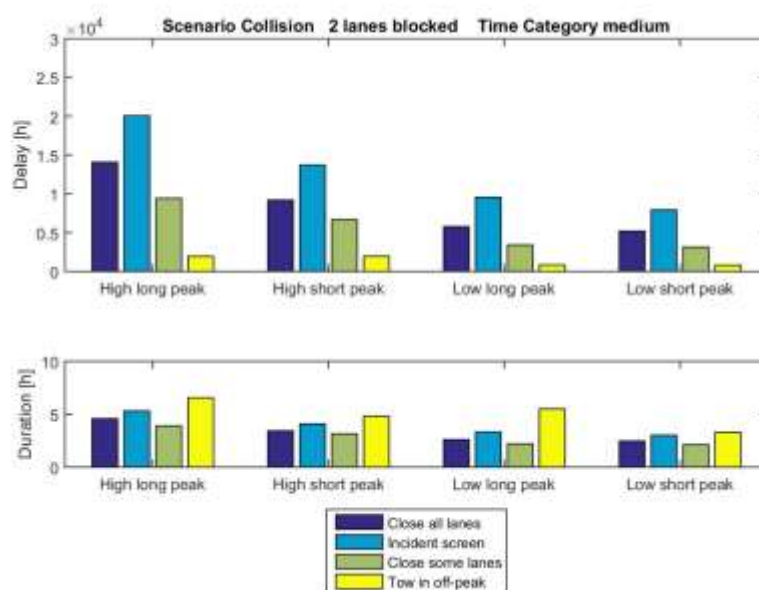 Scenario Collision 2 lanes blocked Time Category medium
×10⁴
3
2.5
2
1.5
1
0.5
0
Delay [h]
High long peak High short peak Low long peak Low short peak
10
5
0
Duration [h]
High long peak High short peak Low long peak Low short peak
Close all lanes
Incident screen
Close some lanes
Tow in off-peak